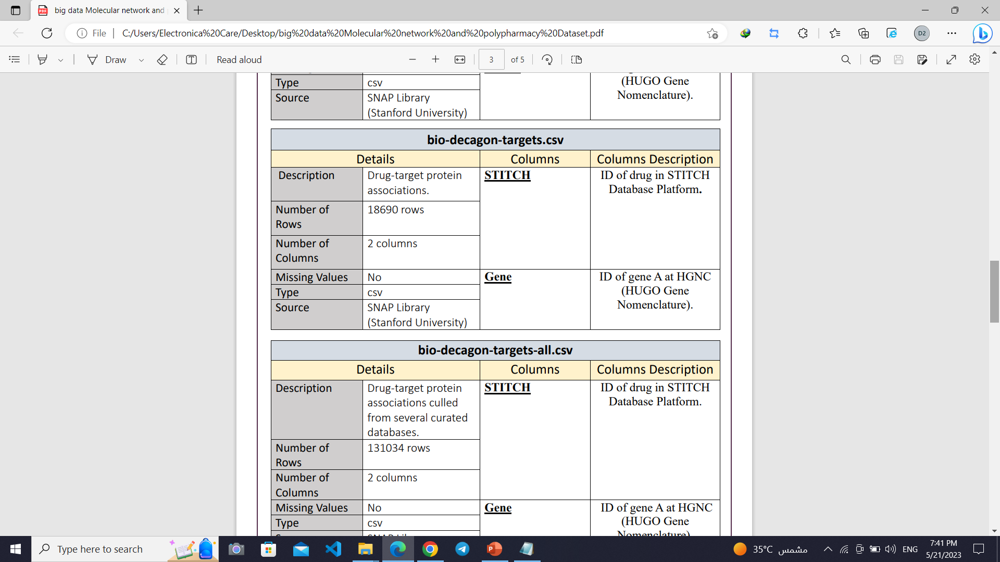 big data Molecular network and
File
C:/Users/Electronica%20Care/Desktop/big%20data%20Molecular%20network%20and%20polypharmacy%20Dataset.pdf
D2
Draw
Read aloud
3
of 5
Type
csv
Source
SNAP Library
(Stanford University)
(HUGO Gene
Nomenclature).
bio-decagon-targets.csv
Details
Columns
Columns Description
Description
Drug-target protein
associations.
STITCH
ID of drug in STITCH
Database Platform.
Number of
Rows
18690 rows
Number of
Columns
2 columns
Missing Values
No
Gene
ID of gene A at HGNC
(HUGO Gene
Nomenclature).
Type
csv
Source
SNAP Library
(Stanford University)
bio-decagon-targets-all.csv
Details
Columns
Columns Description
Description
Drug-target protein
associations culled
from several curated
databases.
STITCH
ID of drug in STITCH
Database Platform.
Number of
Rows
131034 rows
Number of
Columns
2 columns
Missing Values
No
Gene
ID of gene A at HGNC
(HUGO Gene
Nomenclature)
Type
csv
Type here to search
35°C مشمس
ENG
7:41 PM
5/21/2023